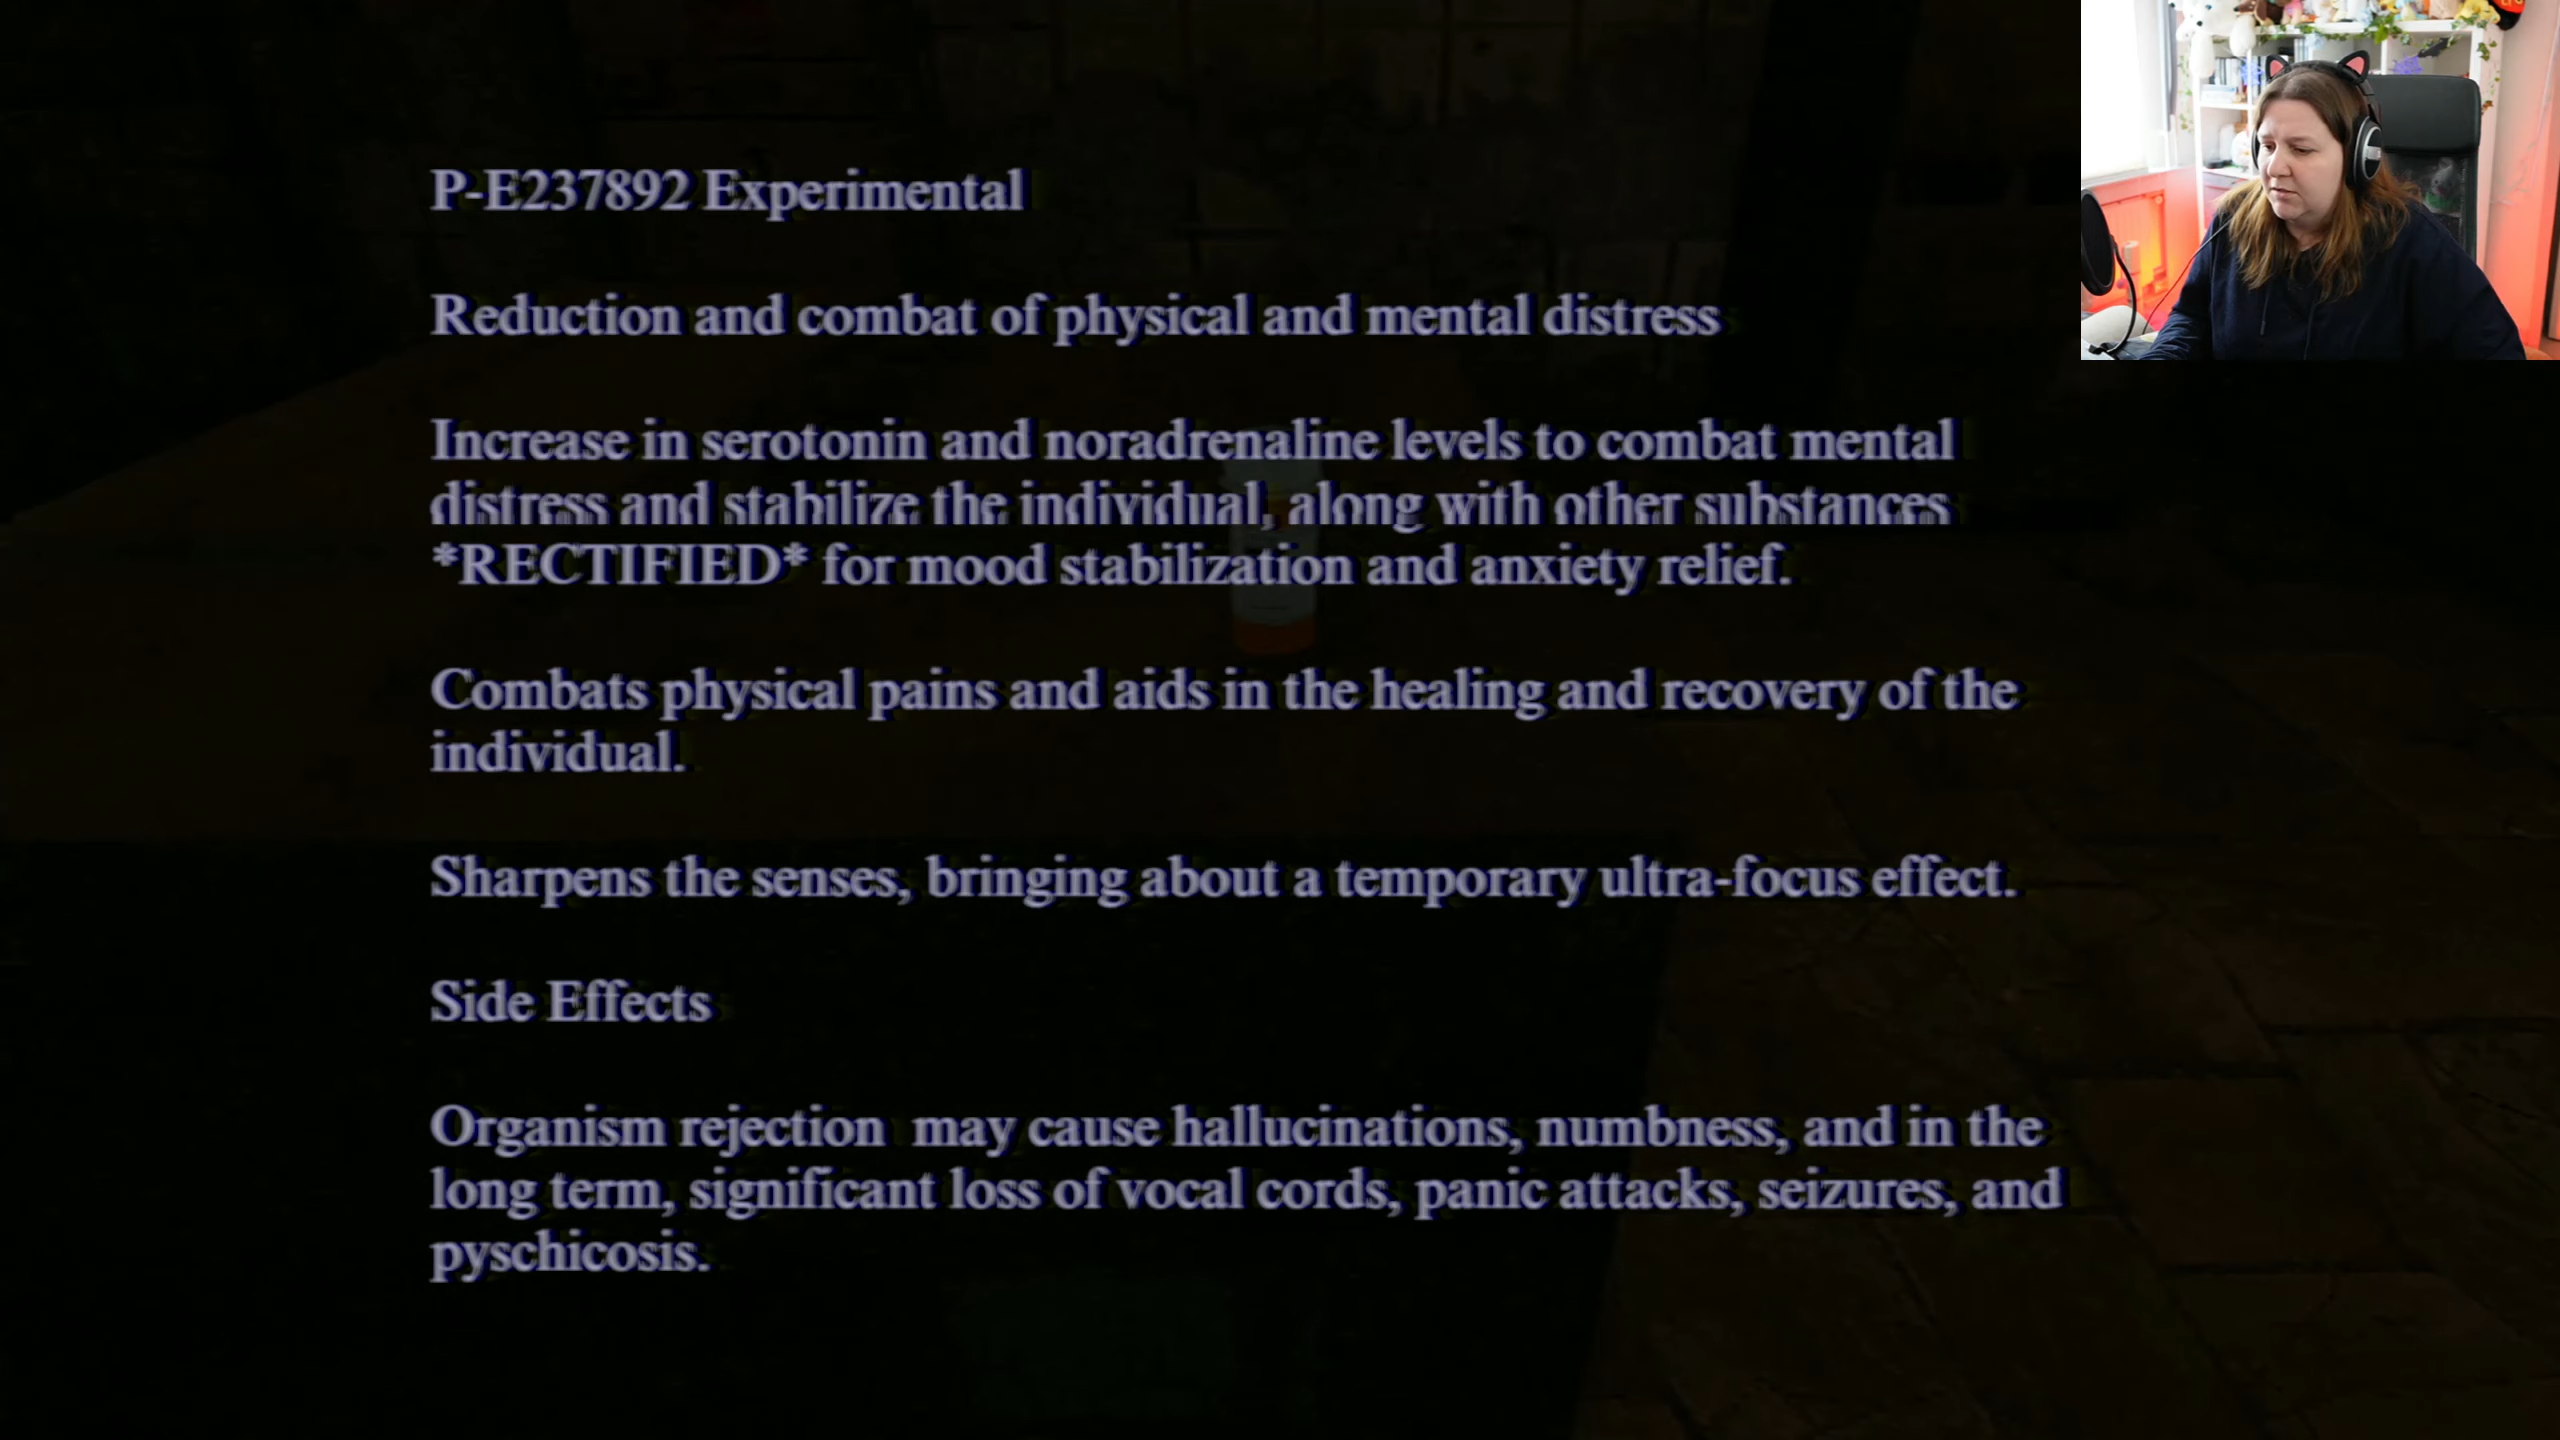 P-E237892 Experimental
Reduction and combat of physical and mental distress
Increase in serotonin and noradrenaline levels to combat mental
distress and stabilize the individual, along with other substances
*RECTIFIED* for mood stabilization and anxiety relief.
Combats physical pains and aids in the healing and recovery of the
individual.
Sharpens the senses, bringing about a temporary ultra-focus effect.
Side Effects
Organism rejection  may cause hallucinations, numbness, and in the
long term, significant loss of vocal cords, panic attacks, seizures, and
pyschicosis.